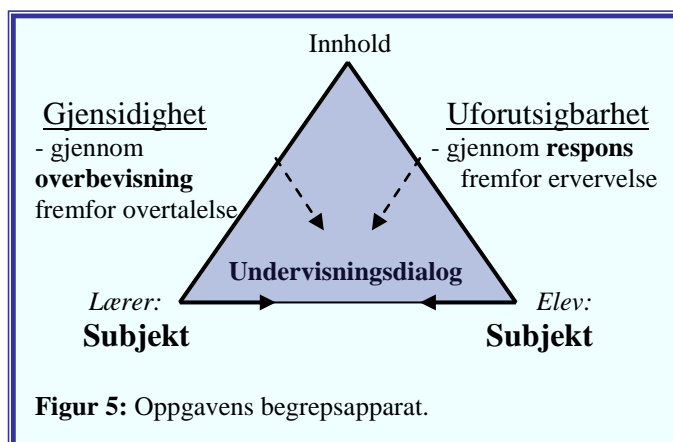 Innhold
Gjensidighet
- gjennom
overbevisning
fremfor overtalelse
Uforutsigbarhet
- gjennom respons
fremfor ervervelse
Undervisningsdialog
Lærer:
Subjekt
Elev:
Subjekt
Figur 5: Oppgavens begrepsapparat.